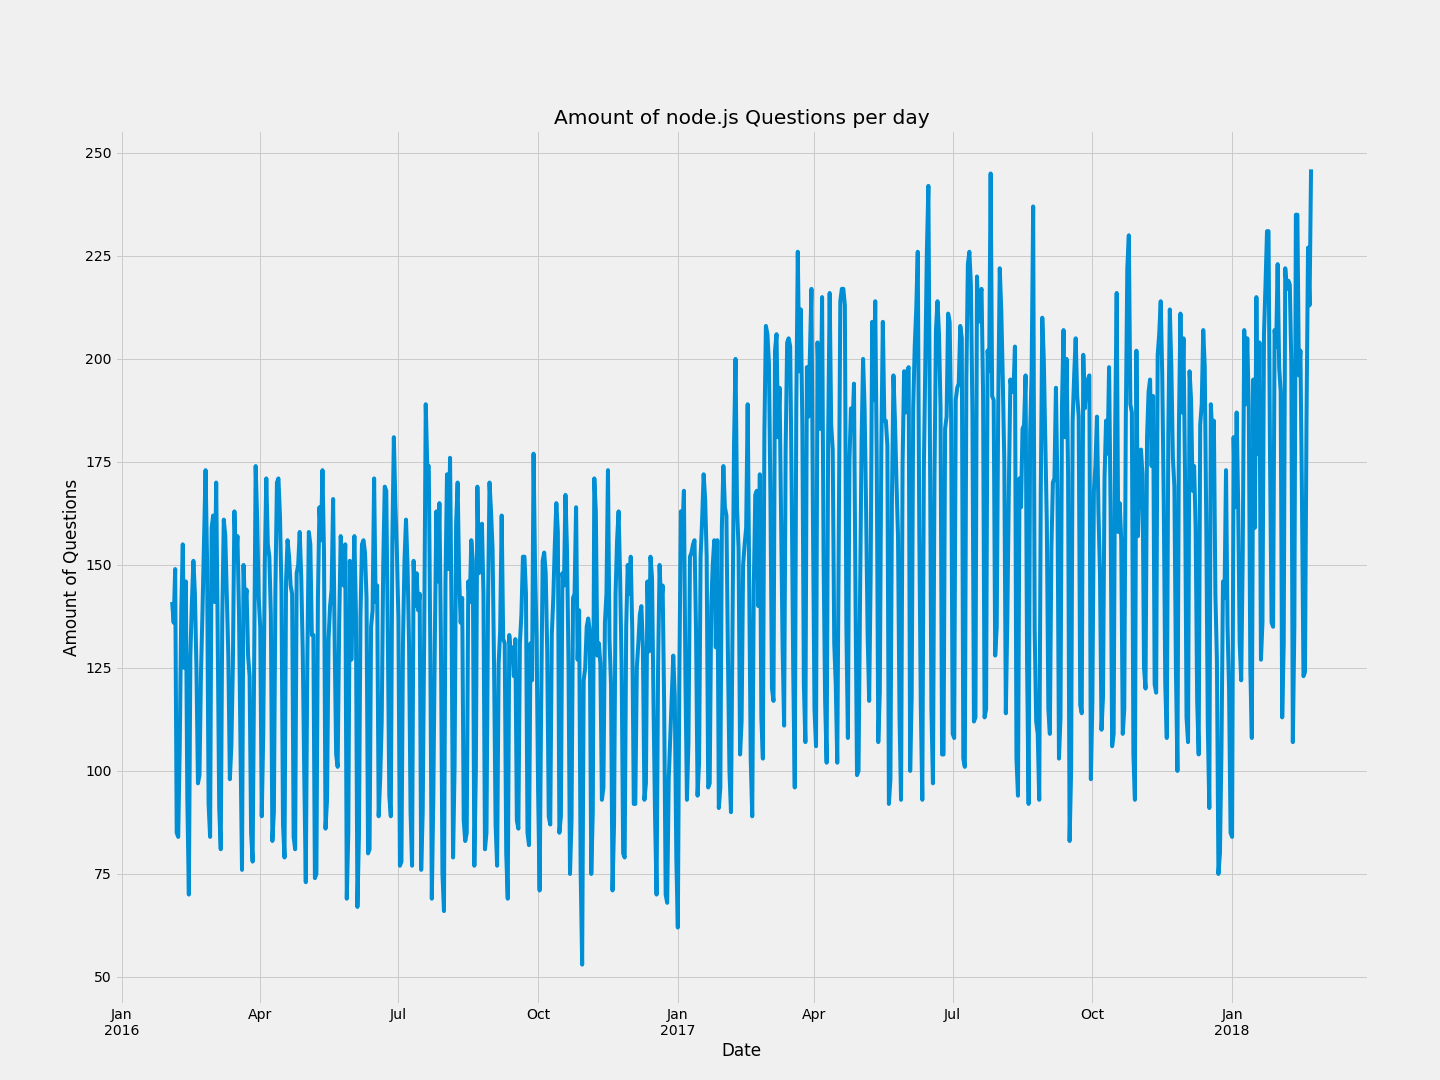 Amount of node.js Questions per day
Amount of Questions
250
225
200
175
150
125
100
75
50
Jan
2016
Apr
Jul
Oct
Jan
2017
Apr
Jul
Oct
Jan
2018
Date